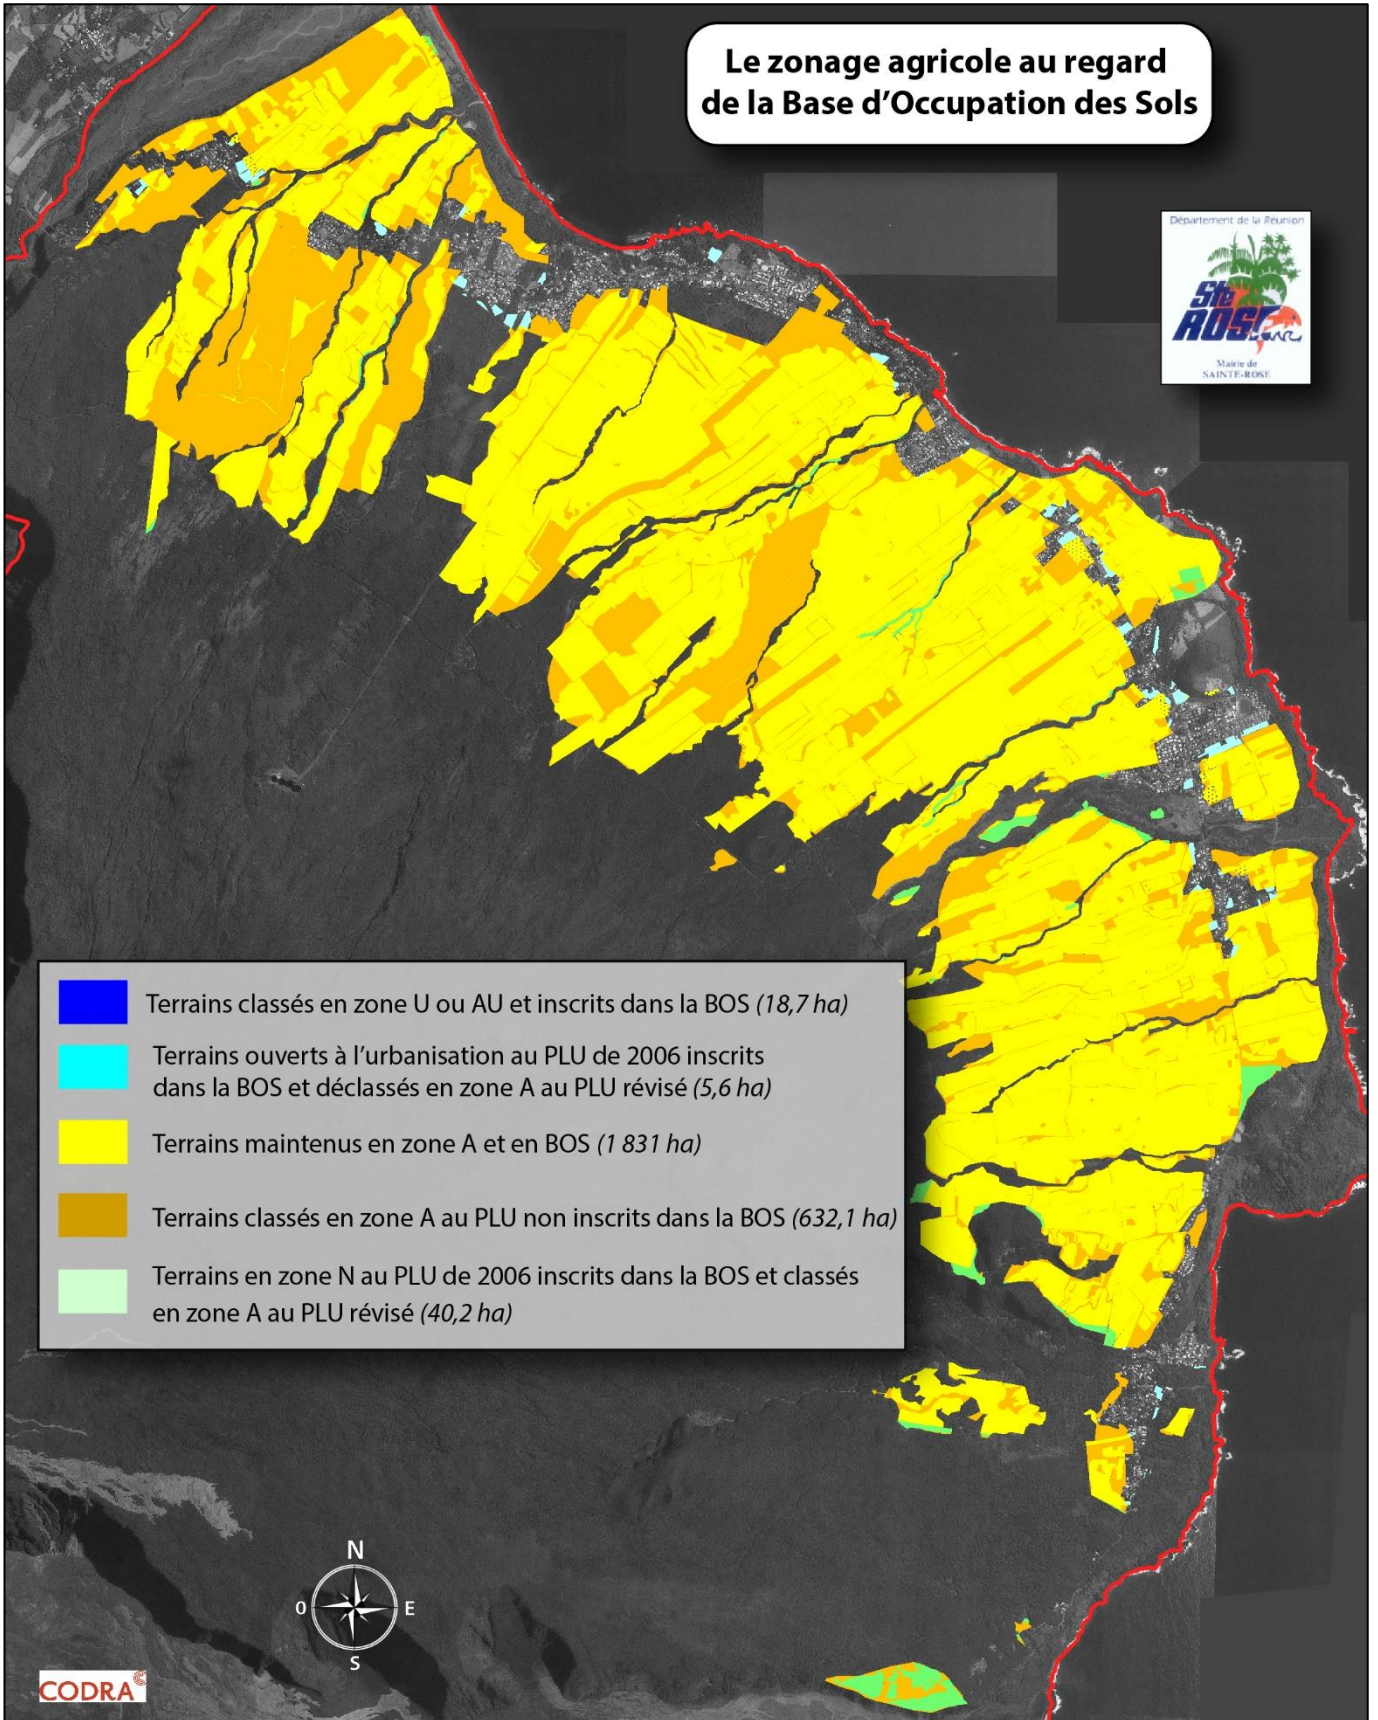 Le zonage agricole au regard
de la Base d'Occupation des Sols
Département de la Réunion
Ste
ROSE
Mairie de
SAINTE-ROSE
Terrains classés en zone U ou AU et inscrits dans la BOS (18,7 ha)
Terrains ouverts à l'urbanisation au PLU de 2006 inscrits
dans la BOS et déclassés en zone A au PLU révisé (5,6 ha)
Terrains maintenus en zone A et en BOS (1 831 ha)
Terrains classés en zone A au PLU non inscrits dans la BOS (632,1 ha)
Terrains en zone N au PLU de 2006 inscrits dans la BOS et classés
en zone A au PLU révisé (40,2 ha)
N
O
E
S
CODRA